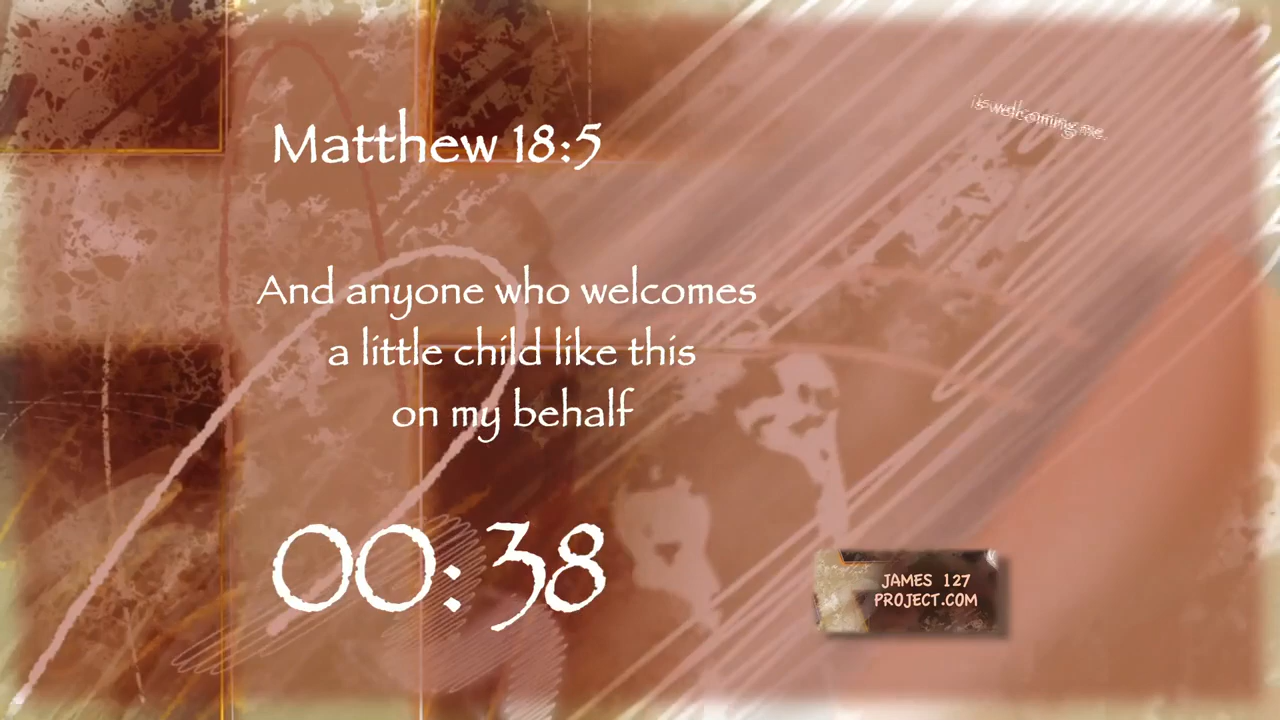 it's welcoming me.
Matthew 18:5
And anyone who welcomes
a little child like this
on my behalf
00:38
JAMES 127
PROJECT.COM